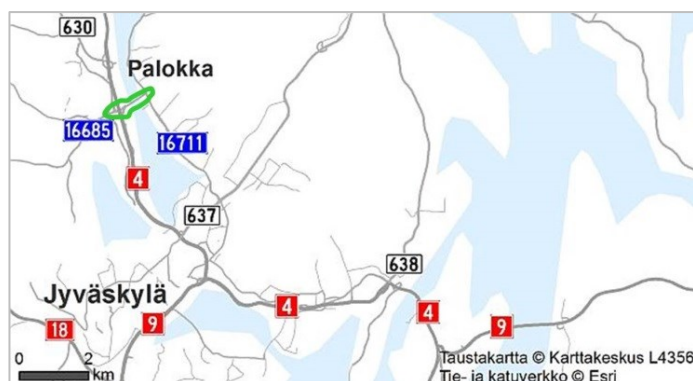 630
Palokka
16685
16711
4
637
Jyväskylä
638
4
4
18
9
9
0 2
km
Taustakartta © Karttakeskus L4356
Tie- ja katuverkko © Esri